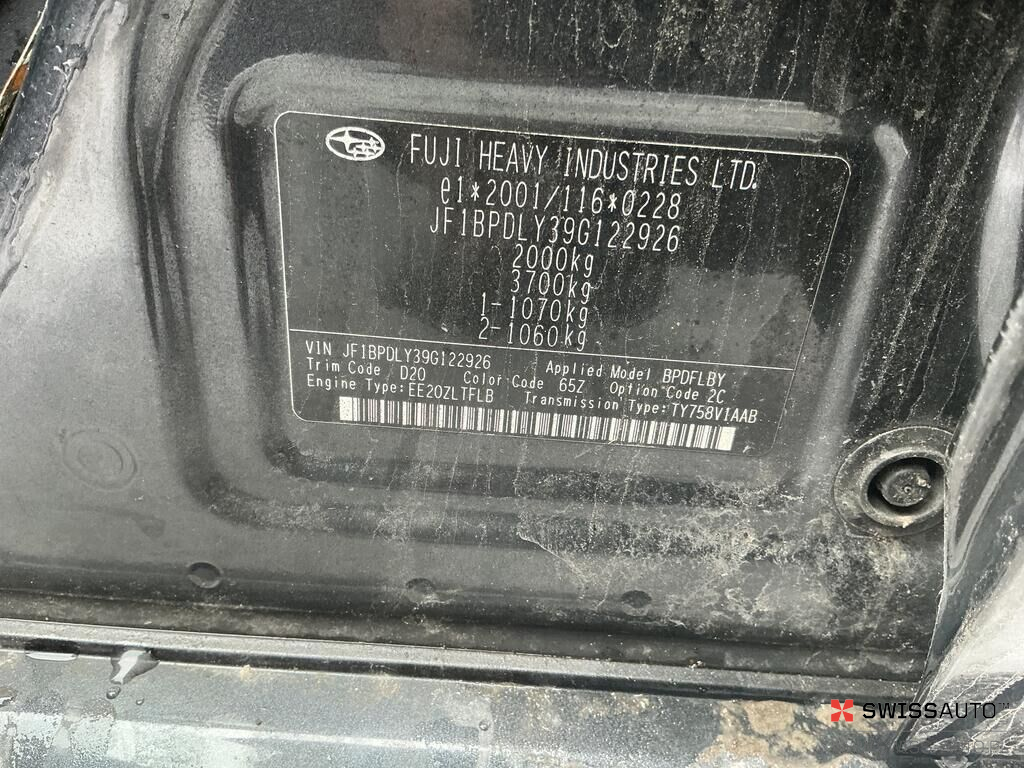 FUJI HEAVY INDUSTRIES LTD.
e1*2001/116*0228
JF1BPDLY39G122926
2000kg
3700kg
1-1070kg
2-1060kg
VIN JF1BPDLY39G122926 Applied Model BPDFLBY
Trim Code D20 Color Code 65Z Option Code 2C
Engine Type:EE20ZLTFLB Transmission Type:TY758V1AAB
SWISSAUTO™